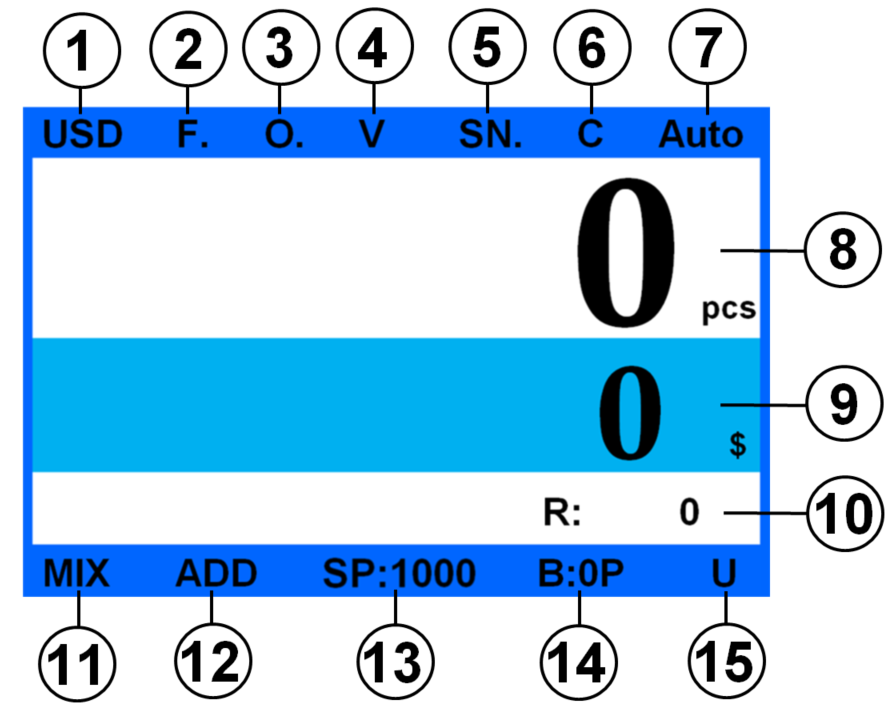 1 2 3 4 5 6 7
USD F. O. V SN. C Auto
0 pcs 8
0 $ 9
R: 0 10
MIX ADD SP:1000 B:0P U
11 12 13 14 15